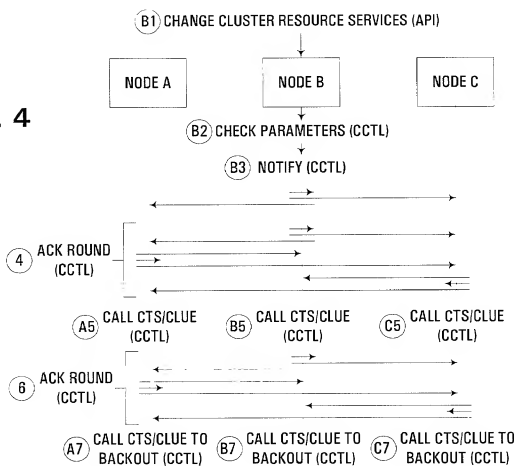 B1 CHANGE CLUSTER RESOURCE SERVICES (API)
NODE A NODE B NODE C
. 4
B2 CHECK PARAMETERS (CCTL)
B3 NOTIFY (CCTL)
4 ACK ROUND
(CCTL)
A5 CALL CTS/CLUE
(CCTL)
B5 CALL CTS/CLUE
(CCTL)
C5 CALL CTS/CLUE
(CCTL)
6 ACK ROUND
(CCTL)
A7 CALL CTS/CLUE TO
BACKOUT (CCTL)
B7 CALL CTS/CLUE TO
BACKOUT (CCTL)
C7 CALL CTS/CLUE TO
BACKOUT (CCTL)